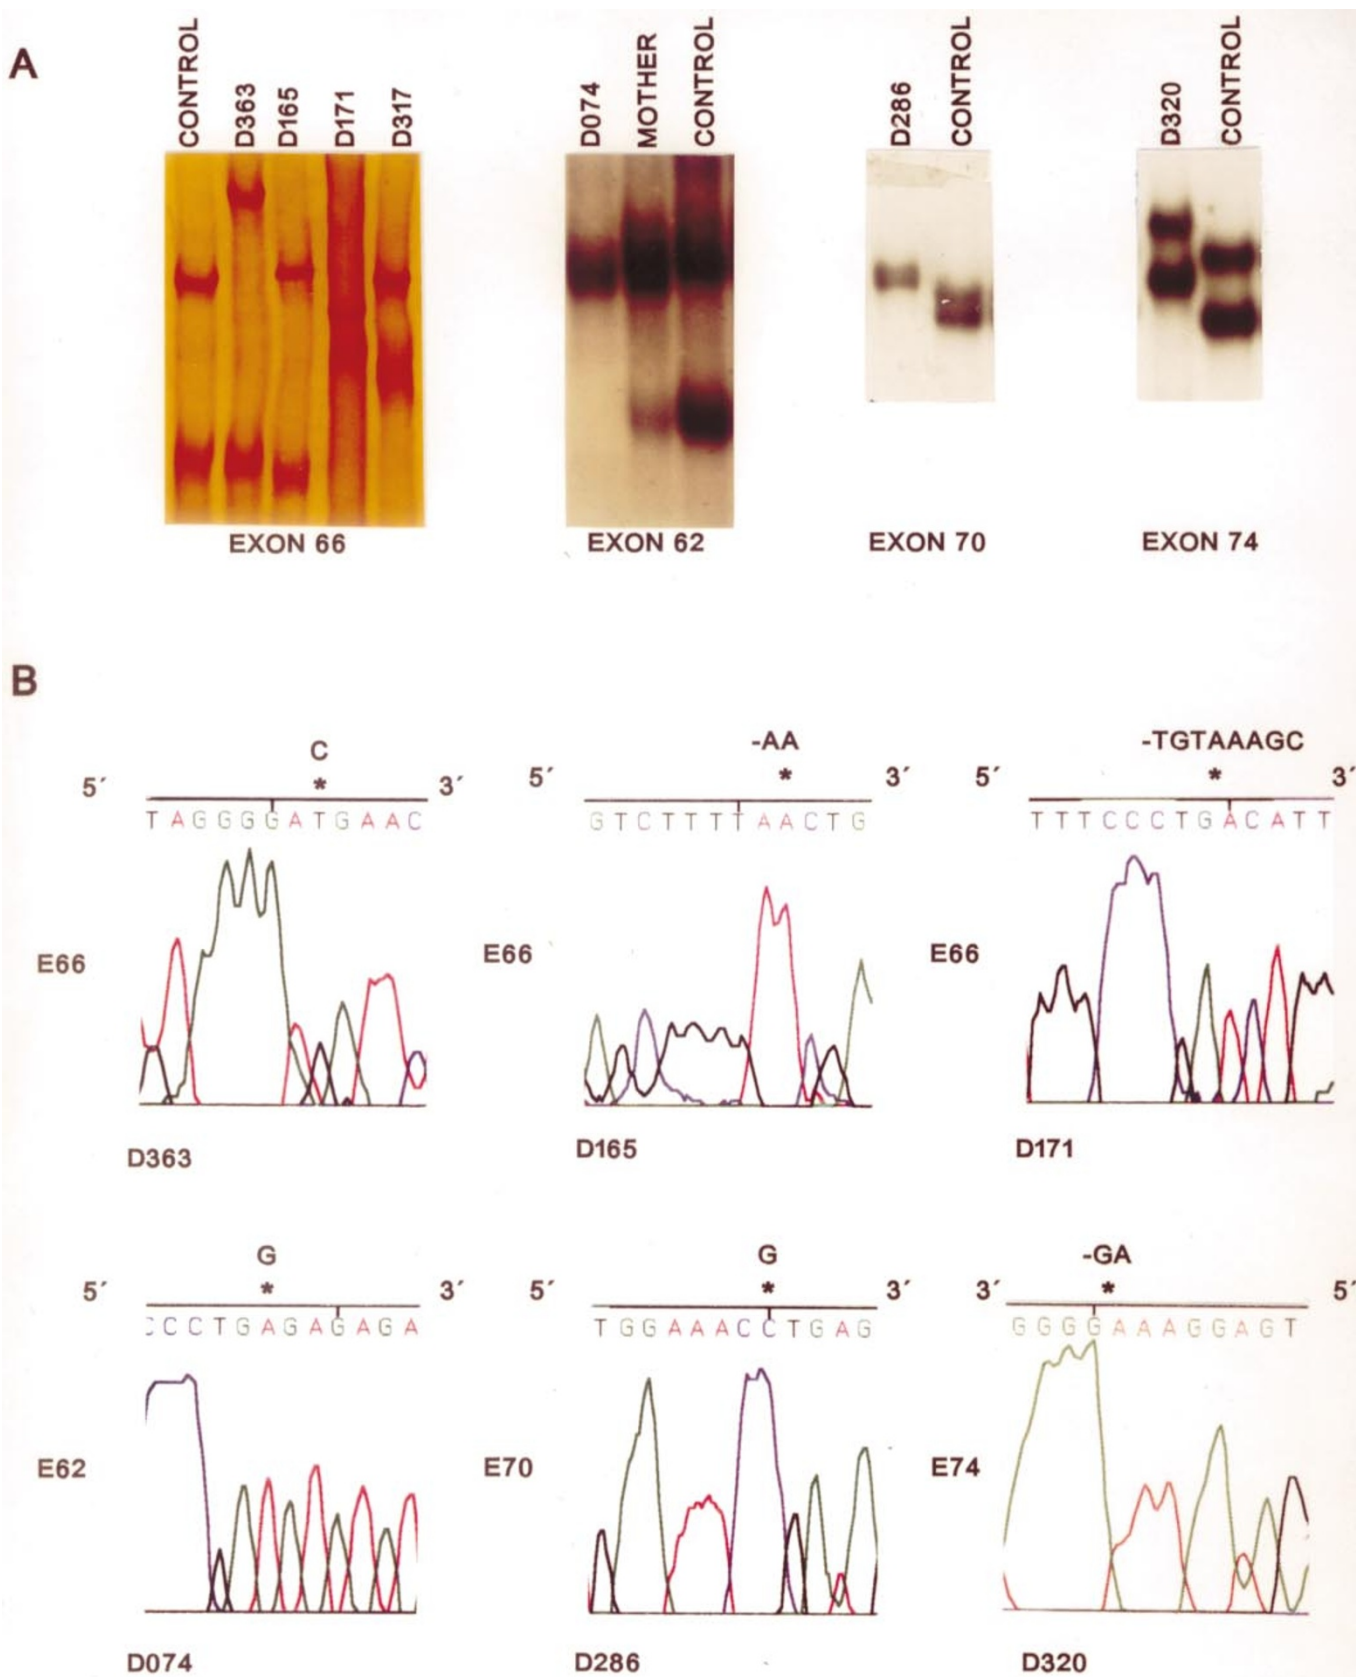 A
CONTROL D363 D165 D171 D317
D074 MOTHER CONTROL
D286 CONTROL
D320 CONTROL
EXON 66 EXON 62 EXON 70 EXON 74
B
C -AA -TGTAAAGC
5´ * 3´ 5´ * 3´ 5´ * 3´
TAGGGGATGAAC GTCTTTTAACTG TTTCCCTGACATT
E66 E66 E66
D363 D165 D171
G G -GA
5´ * 3´ 5´ * 3´ 3´ * 5´
CCCTGAGAGAGA TGGAAACCTGAG GGGGAAAGGAGT
E62 E70 E74
D074 D286 D320